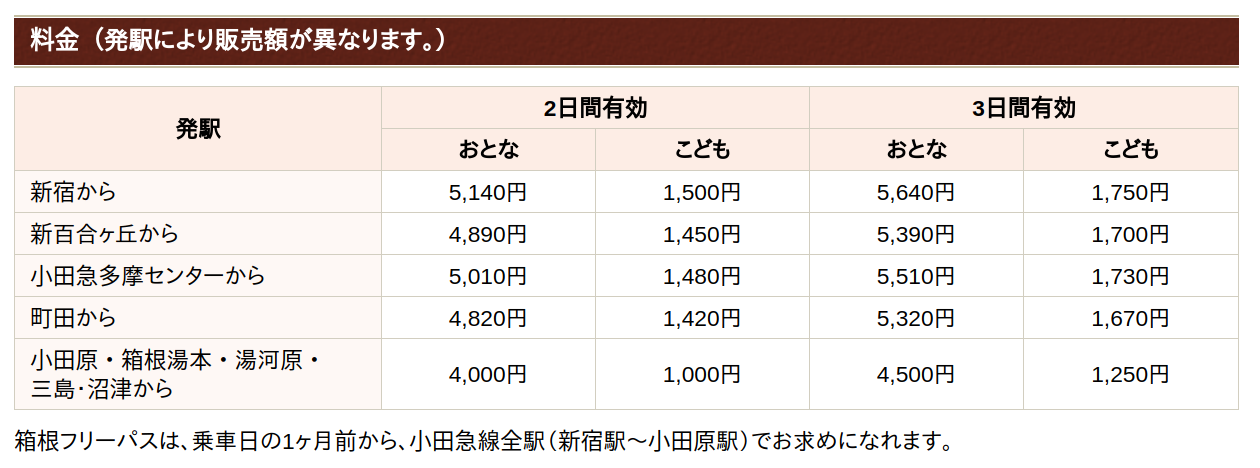 料金（発駅により販売額が異なります。）
発駅 2日間有効 3日間有効
おとな こども おとな こども
新宿から 5,140円 1,500円 5,640円 1,750円
新百合ヶ丘から 4,890円 1,450円 5,390円 1,700円
小田急多摩センターから 5,010円 1,480円 5,510円 1,730円
町田から 4,820円 1,420円 5,320円 1,670円
小田原・箱根湯本・湯河原・
三島･沼津から 4,000円 1,000円 4,500円 1,250円
箱根フリーパスは、乗車日の1ヶ月前から、小田急線全駅（新宿駅～小田原駅）でお求めになれます。